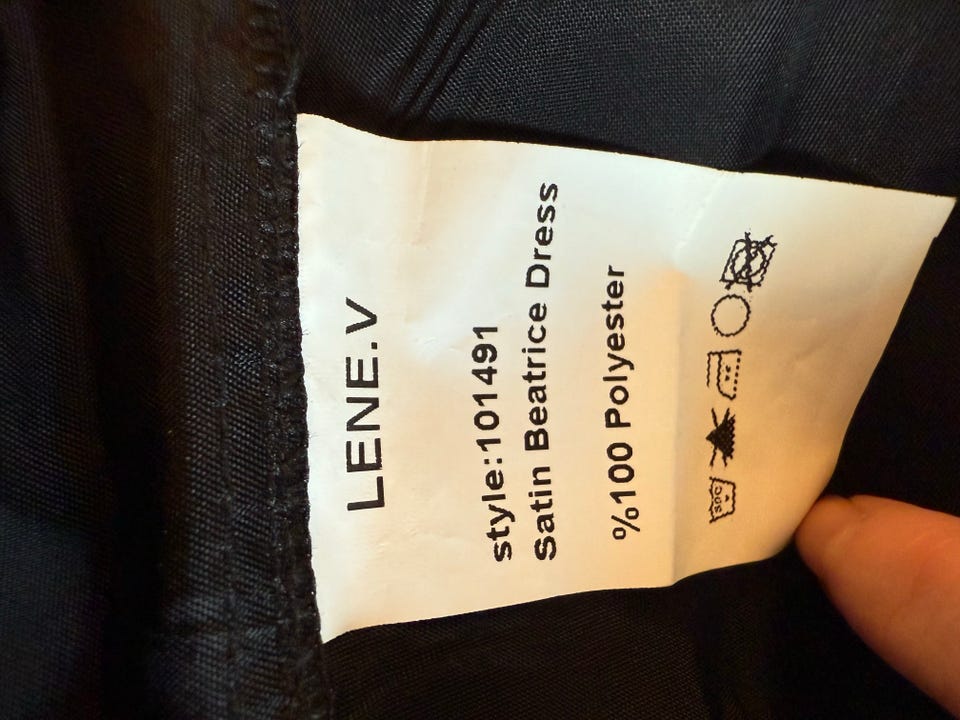 LENE.V
style:101491
Satin Beatrice Dress
%100 Polyester